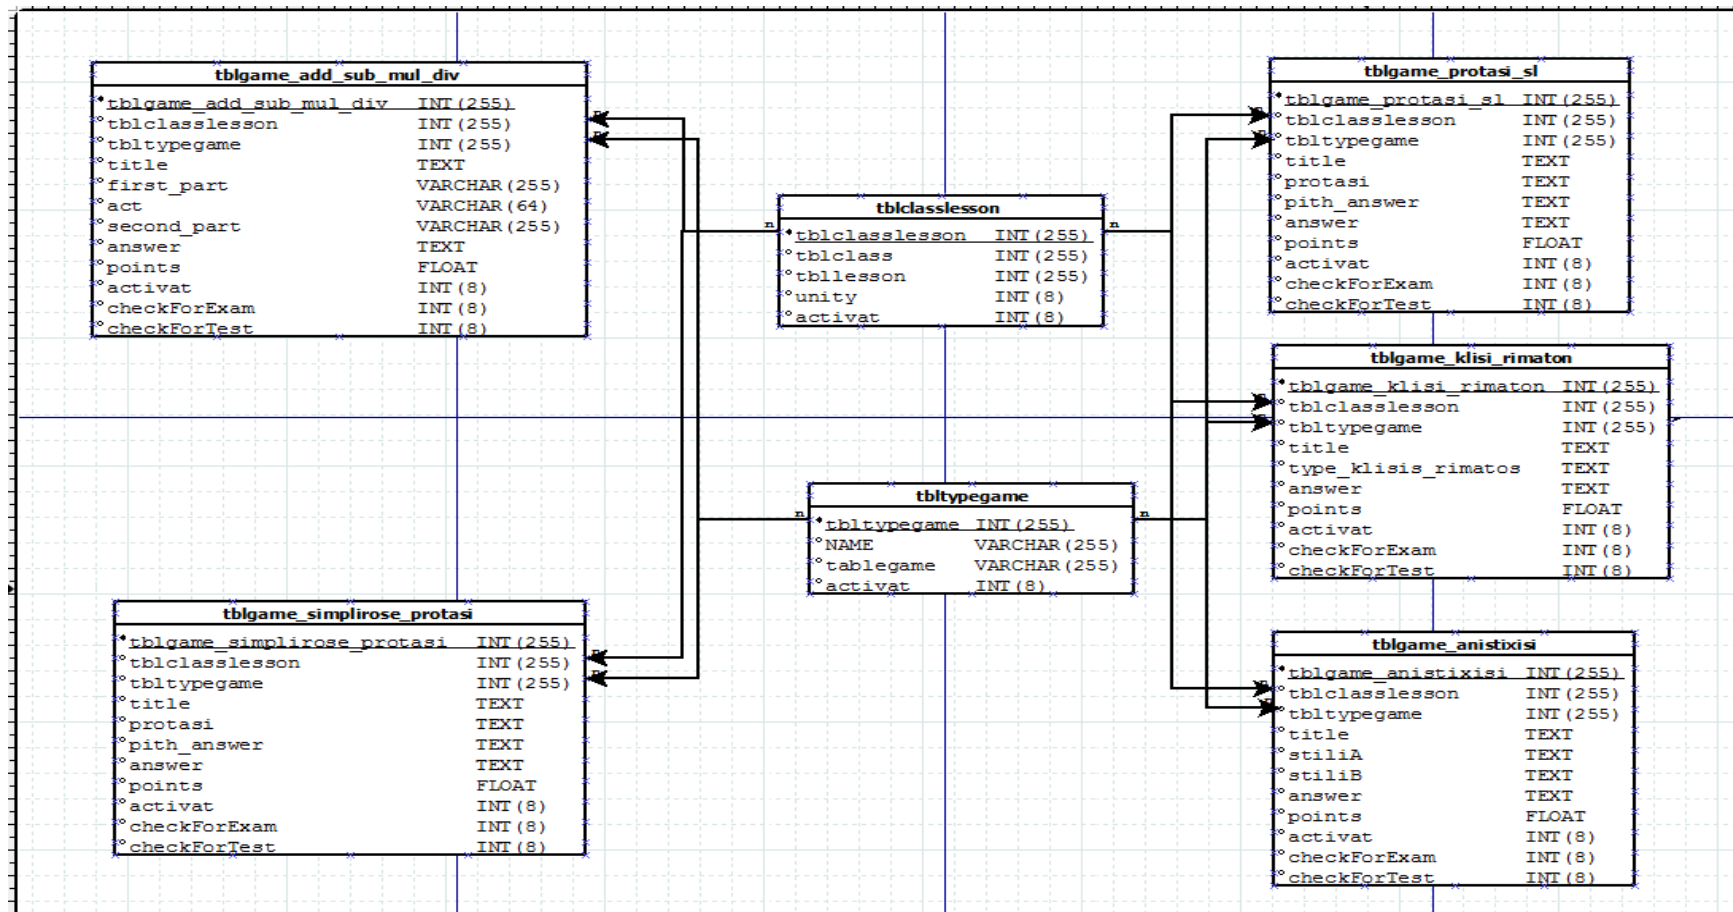 tblgame_add_sub_mul_div
tblgame_add_sub_mul_div INT(255)
tblclasslesson INT(255)
tbltypegame INT(255)
title TEXT
first_part VARCHAR(255)
act VARCHAR(64)
second_part VARCHAR(255)
answer TEXT
points FLOAT
activat INT(8)
checkForExam INT(8)
checkForTest INT(8)
tblgame_simplirose_protasi
tblgame_simplirose_protasi INT(255)
tblclasslesson INT(255)
tbltypegame INT(255)
title TEXT
protasi TEXT
pith_answer TEXT
answer TEXT
points FLOAT
activat INT(8)
checkForExam INT(8)
checkForTest INT(8)
tblclasslesson
n
n
tblclasslesson INT(255)
tblclass INT(255)
tbllesson INT(255)
unity INT(8)
activat INT(8)
tbltypegame
n
n
tbltypegame INT(255)
NAME VARCHAR(255)
tablegame VARCHAR(255)
activat INT(8)
tblgame_protasi_sl
tblgame_protasi_sl INT(255)
tblclasslesson INT(255)
tbltypegame INT(255)
title TEXT
protasi TEXT
pith_answer TEXT
answer TEXT
points FLOAT
activat INT(8)
checkForExam INT(8)
checkForTest INT(8)
tblgame_klisi_rimaton
tblgame_klisi_rimaton INT(255)
tblclasslesson INT(255)
tbltypegame INT(255)
title TEXT
type_klisis_rimatos TEXT
answer TEXT
points FLOAT
activat INT(8)
checkForExam INT(8)
checkForTest INT(8)
tblgame_anistixisi
tblgame_anistixisi INT(255)
tblclasslesson INT(255)
tbltypegame INT(255)
title TEXT
stiliA TEXT
stiliB TEXT
answer TEXT
points FLOAT
activat INT(8)
checkForExam INT(8)
checkForTest INT(8)